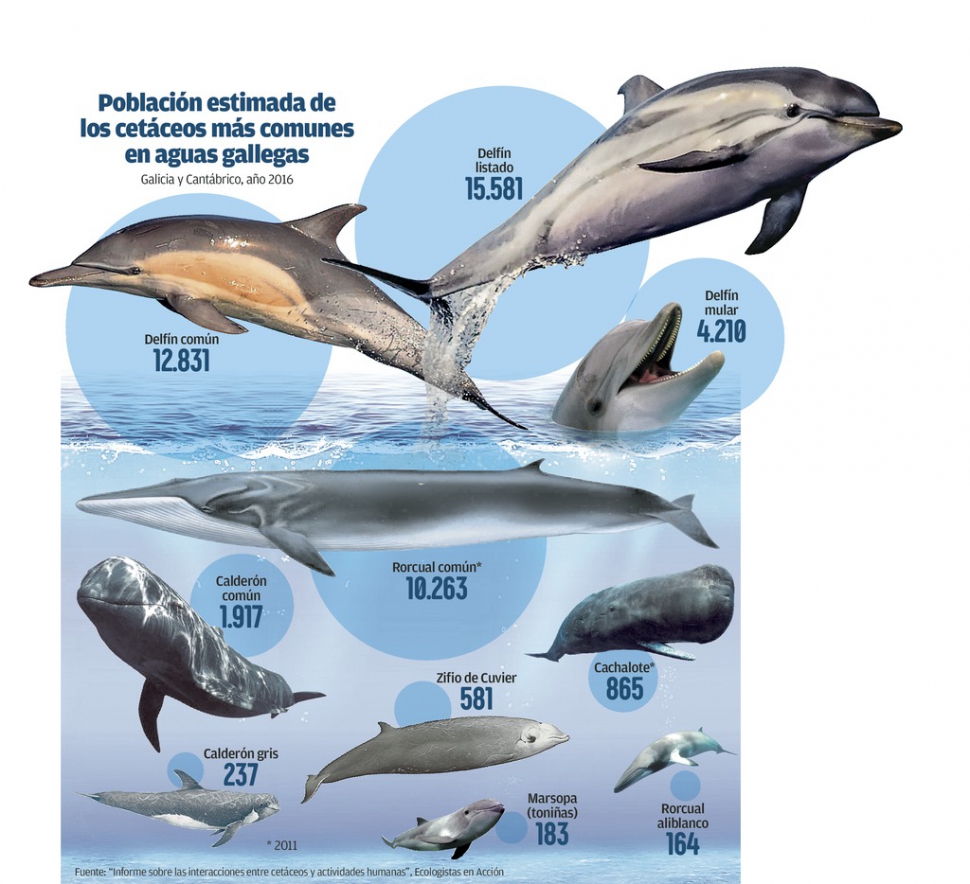 Población estimada de
los cetáceos más comunes
en aguas gallegas
Galicia y Cantábrico, año 2016
Delfín
listado
15.581
Delfín común
12.831
Delfín
mular
4.210
Rorcual común*
10.263
Calderón
común
1.917
Cachalote*
865
Zifio de Cuvier
581
Calderón gris
237
Marsopa
(toniñas)
183
Rorcual
aliblanco
164
* 2011
Fuente: "Informe sobre las interacciones entre cetáceos y actividades humanas", Ecologistas en Acción